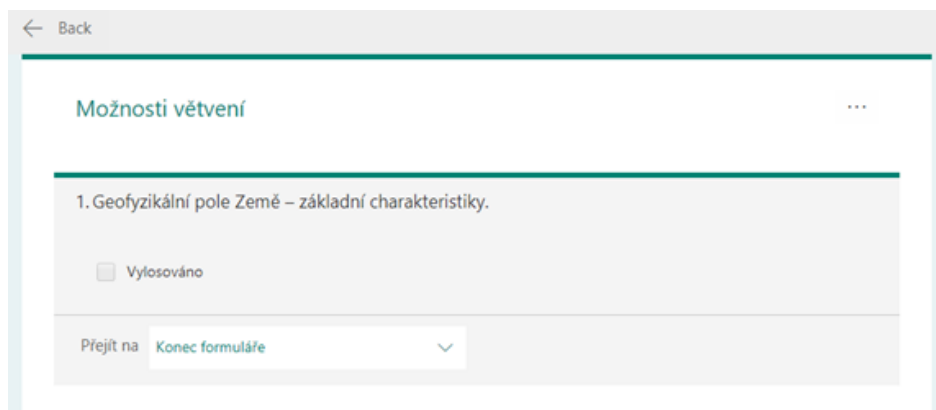 Back
Možnosti větvení
...
1. Geofyzikální pole Země – základní charakteristiky.
Vylosováno
Přejít na Konec formuláře